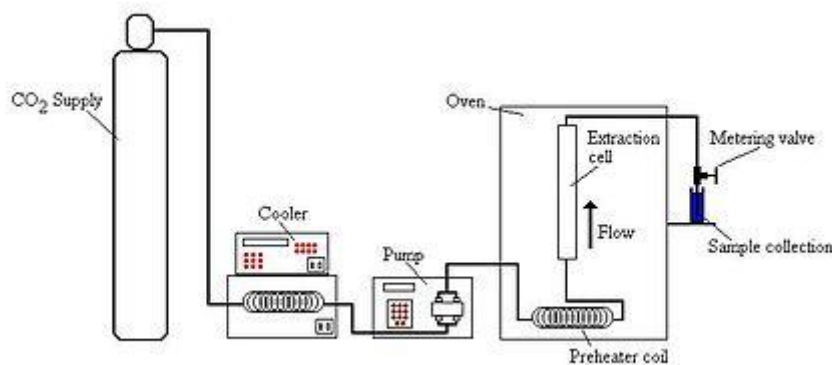 CO2 Supply
Cooler
Pump
Oven
Extraction
cell
Flow
Preheater coil
Metering valve
Sample collection